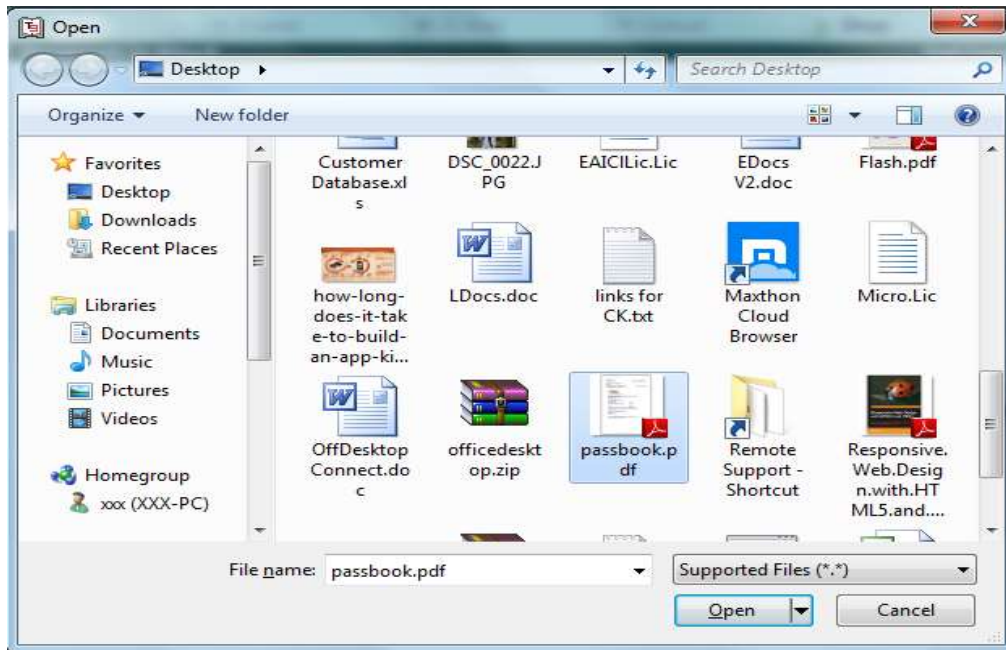 Open
Desktop
Search Desktop
Organize
New folder
Favorites
Desktop
Downloads
Recent Places
Libraries
Documents
Music
Pictures
Videos
Homegroup
xxx (XXX-PC)
Customer
Database.xl
s
DSC_0022.J
PG
EAICILic.Lic
EDocs
V2.doc
Flash.pdf
how-long-
does-it-tak
e-to-build-
an-app-ki...
LDocs.doc
links for
CK.txt
Maxthon
Cloud
Browser
Micro.Lic
OffDesktop
Connect.do
c
officedeskt
op.zip
passbook.p
df
Remote
Support -
Shortcut
Responsive.
Web.Desig
n.with.HT
ML5.and....
File name:
passbook.pdf
Supported Files (*.*)
Open
Cancel